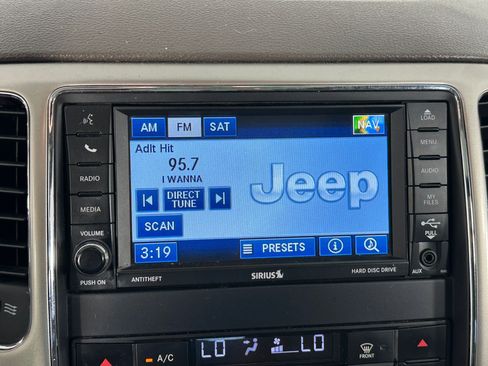 AM FM SAT NAV
Adlt Hit
95.7
I WANNA
DIRECT
TUNE
Jeep
SCAN
3:19 PRESETS
RADIO
MEDIA
VOLUME
PUSH ON
LOAD
MENU
AUDIO
MY
FILES
PULL
AUX
ANTITHEFT SIRIUS HARD DISC DRIVE
A/C LO LO FRONT